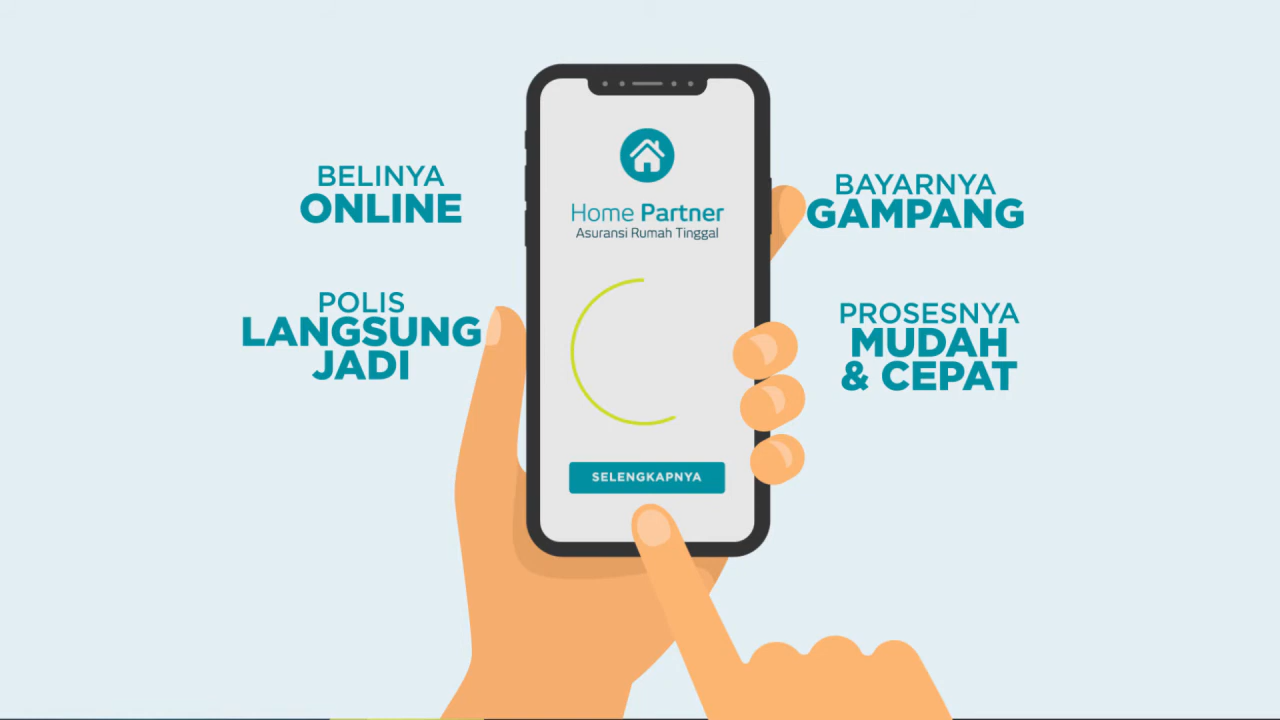 BELINYA
ONLINE
POLIS
LANGSUNG
JADI
Home Partner
Asuransi Rumah Tinggal
SELENGKAPNYA
BAYARNYA
GAMPANG
PROSESNYA
MUDAH
& CEPAT